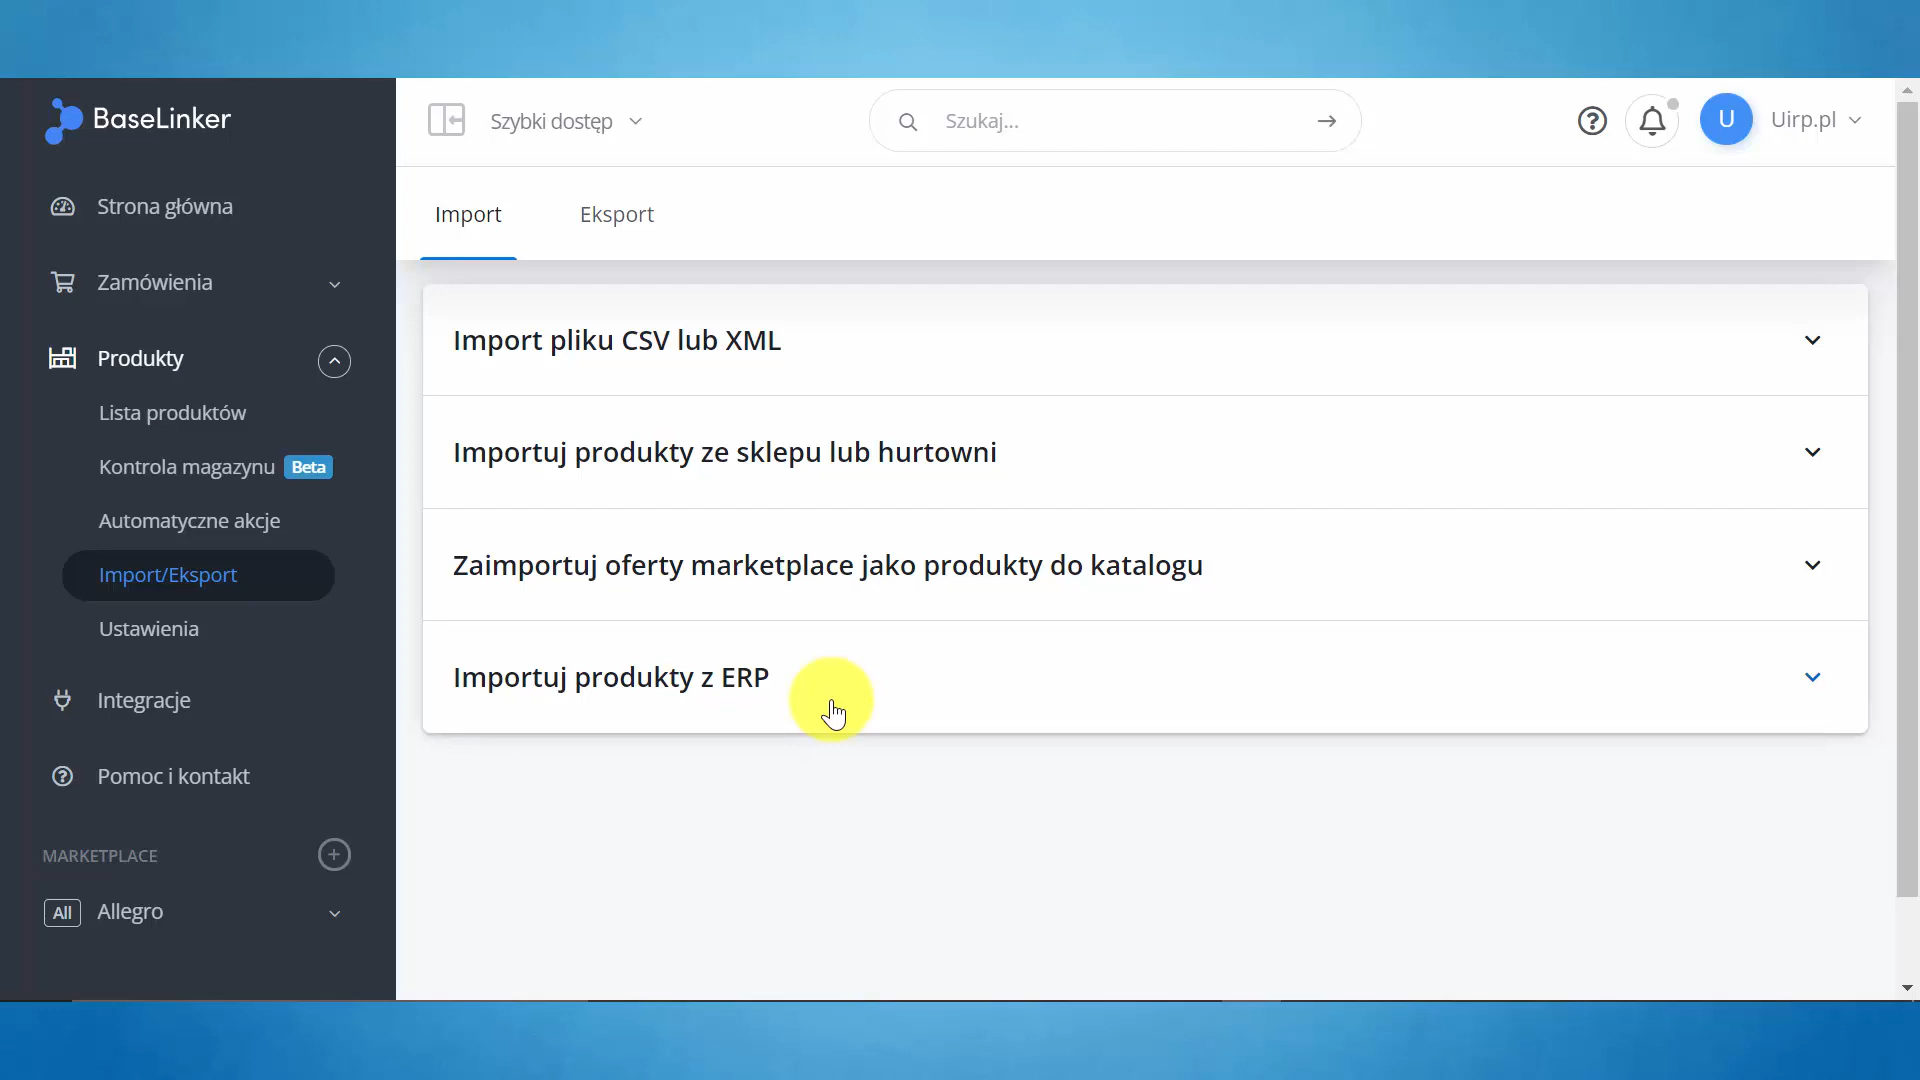 BaseLinker
Szybki dostęp
Szukaj...
U
Uirp.pl
Strona główna
Zamówienia
Produkty
Lista produktów
Kontrola magazynu Beta
Automatyczne akcje
Import/Eksport
Ustawienia
Integracje
Pomoc i kontakt
MARKETPLACE
All Allegro
Import
Eksport
Import pliku CSV lub XML
Importuj produkty ze sklepu lub hurtowni
Zaimportuj oferty marketplace jako produkty do katalogu
Importuj produkty z ERP